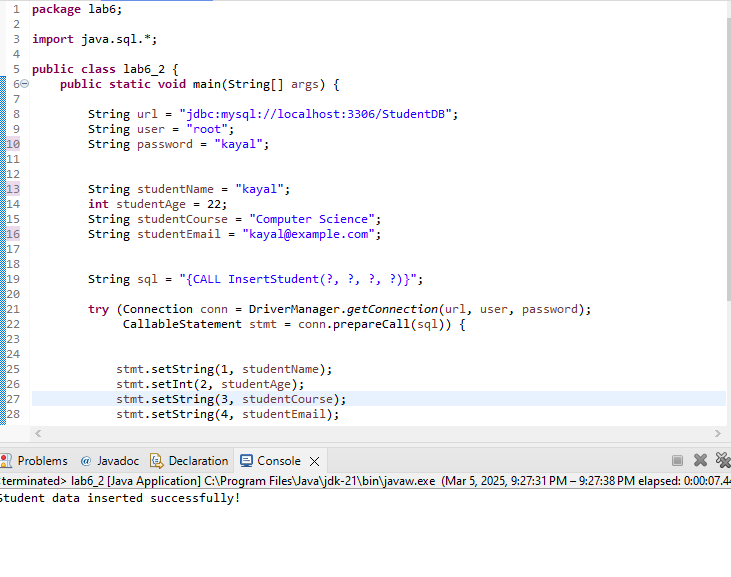 1 package lab6;
2
3 import java.sql.*;
4
5 public class lab6_2 {
6 public static void main(String[] args) {
7
8 String url = "jdbc:mysql://localhost:3306/StudentDB";
9 String user = "root";
10 String password = "kayal";
11
12
13 String studentName = "kayal";
14 int studentAge = 22;
15 String studentCourse = "Computer Science";
16 String studentEmail = "kayal@example.com";
17
18
19 String sql = "{CALL InsertStudent(?, ?, ?, ?)}";
20
21 try (Connection conn = DriverManager.getConnection(url, user, password);
22 CallableStatement stmt = conn.prepareCall(sql)) {
23
24
25 stmt.setString(1, studentName);
26 stmt.setInt(2, studentAge);
27 stmt.setString(3, studentCourse);
28 stmt.setString(4, studentEmail);
Problems @ Javadoc Declaration Console
terminated> lab6_2 [Java Application] C:\Program Files\Java\jdk-21\bin\javaw.exe (Mar 5, 2025, 9:27:31 PM – 9:27:38 PM elapsed: 0:00:07.4
Student data inserted successfully!